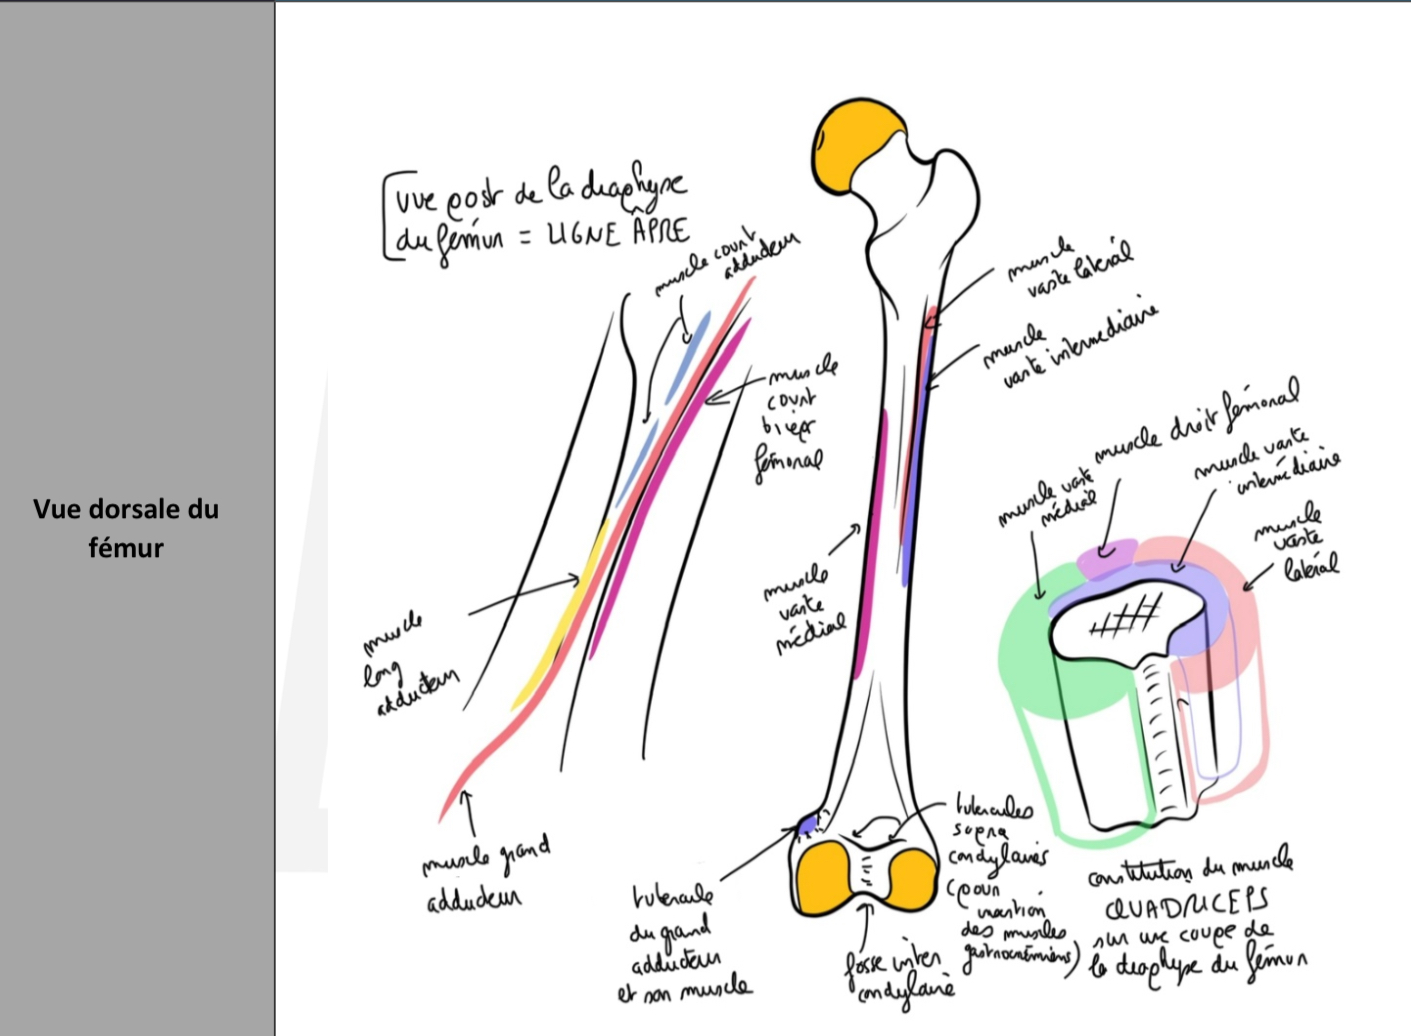 Vue dorsale du
fémur
vue post de la diaphyse
du fémur = LIGNE ÂPRE
muscle court
adducteur
muscle
court
biceps
fémoral
muscle
long
adducteur
muscle grand
adducteur
muscle
vaste latéral
muscle
vaste intermediaire
muscle
vaste
médial
tubercule
du grand
adducteur
et son muscle
fosse inter
condylaire
tubercules
supra
condylaires
(pour
insertion
des muscles
gastrocnémiens)
muscle vaste
médial
muscle droit fémoral
muscle vaste
intermédiaire
muscle
vaste
latéral
constitution du muscle
QUADRICEPS
sur une coupe de
la diaphyse du fémur